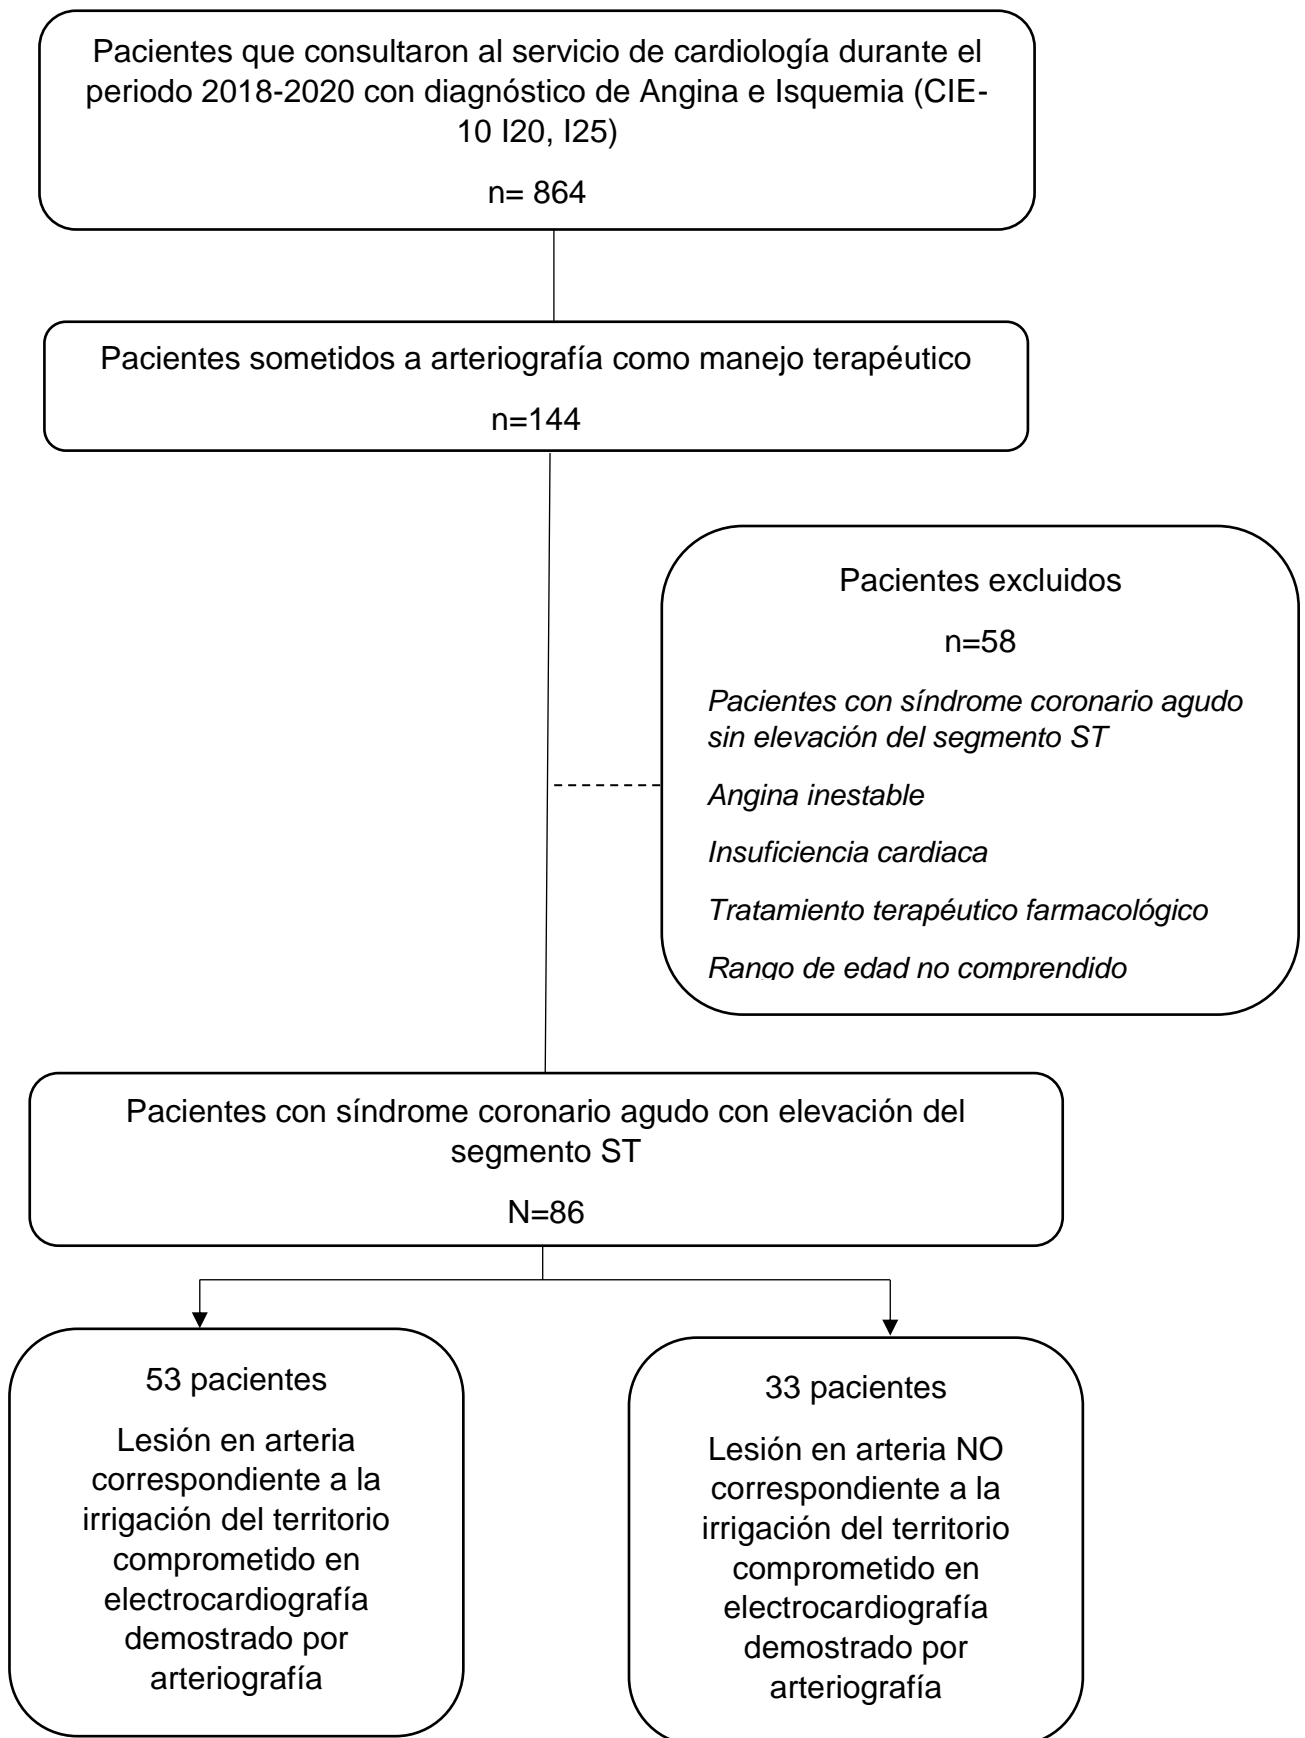 Pacientes que consultaron al servicio de cardiología durante el
periodo 2018-2020 con diagnóstico de Angina e Isquemia (CIE-
10 I20, I25)
n= 864
Pacientes sometidos a arteriografía como manejo terapéutico
n=144
Pacientes excluidos
n=58
Pacientes con síndrome coronario agudo
sin elevación del segmento ST
Angina inestable
Insuficiencia cardiaca
Tratamiento terapéutico farmacológico
Rango de edad no comprendido
Pacientes con síndrome coronario agudo con elevación del
segmento ST
N=86
53 pacientes
Lesión en arteria
correspondiente a la
irrigación del territorio
comprometido en
electrocardiografía
demostrado por
arteriografía
33 pacientes
Lesión en arteria NO
correspondiente a la
irrigación del territorio
comprometido en
electrocardiografía
demostrado por
arteriografía